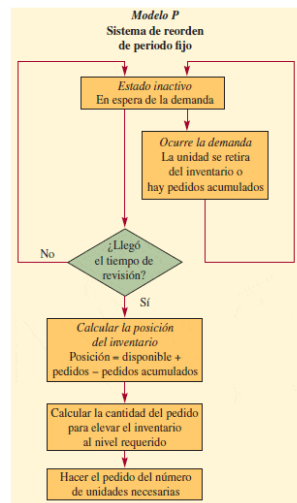 Modelo P
Sistema de reorden
de periodo fijo
Estado inactivo
En espera de la demanda
Ocurre la demanda
La unidad se retira
del inventario o
hay pedidos acumulados
¿Llegó
el tiempo de
revisión?
No
Sí
Calcular la posición
del inventario
Posición = disponible +
pedidos – pedidos acumulados
Calcular la cantidad del pedido
para elevar el inventario
al nivel requerido
Hacer el pedido del número
de unidades necesarias